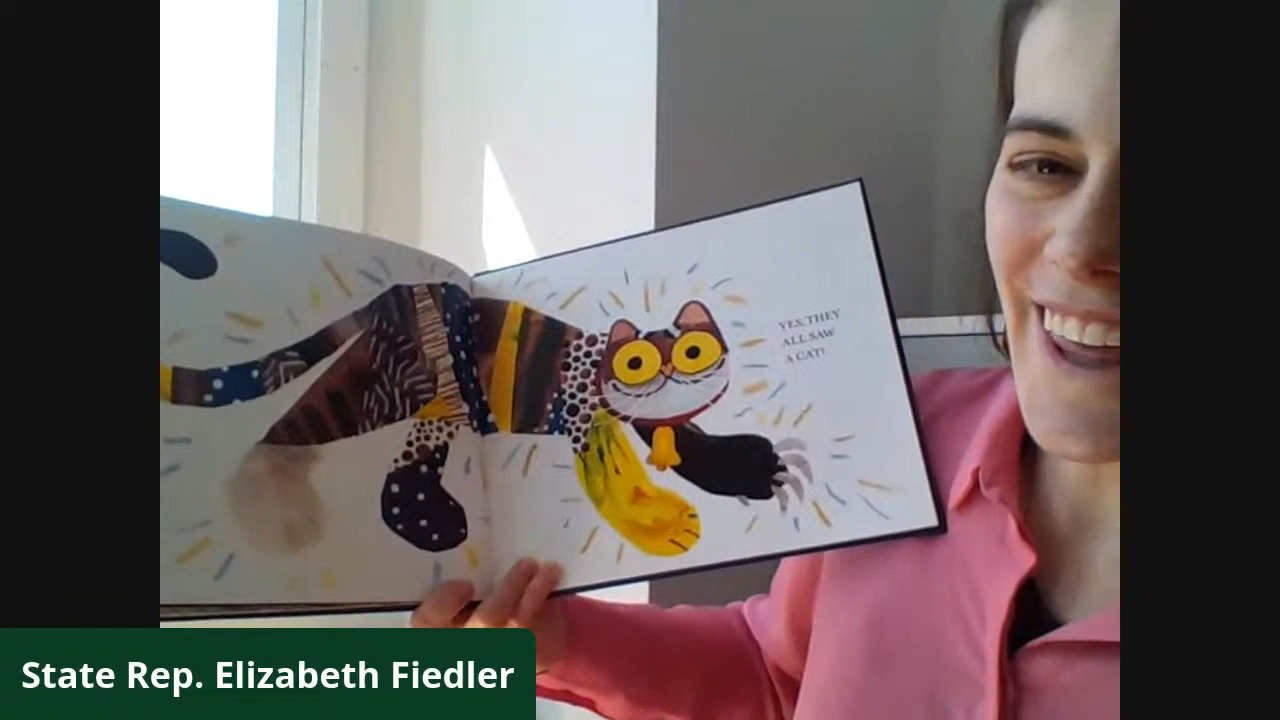 YES, THEY
ALL SAW
A CAT!
State Rep. Elizabeth Fiedler